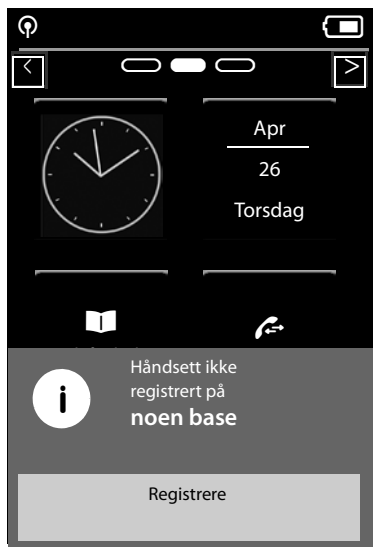 Apr
26
Torsdag
Håndsett ikke
registrert på
noen base
Registrere